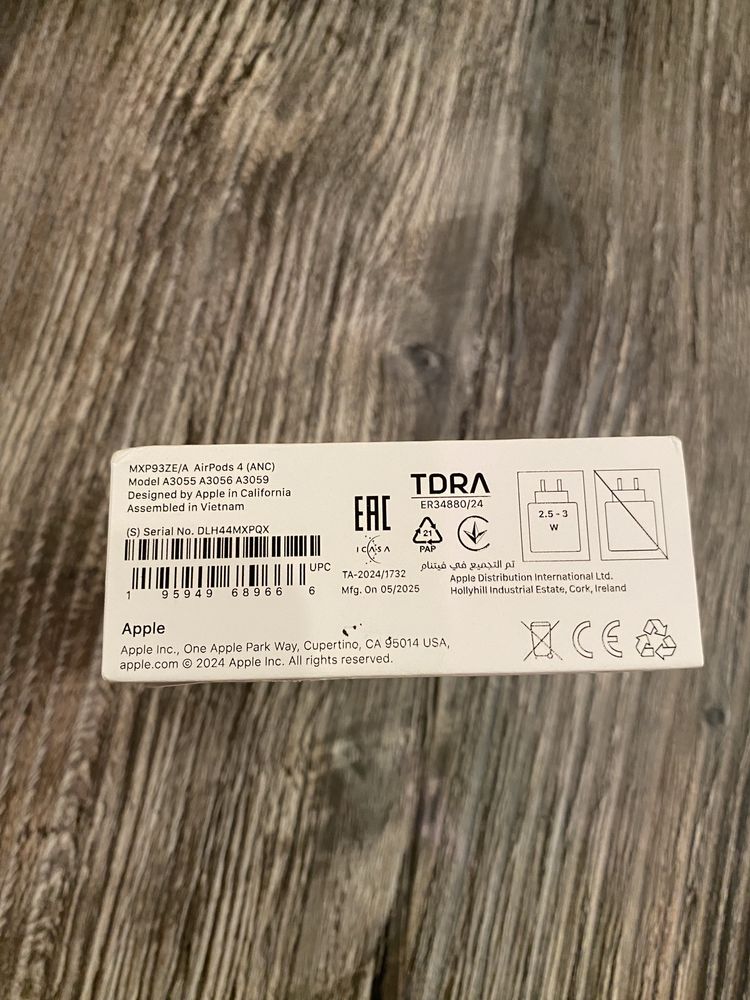 MXP93ZE/A AirPods 4 (ANC)
Model A3055 A3056 A3059
Designed by Apple in California
Assembled in Vietnam
(S) Serial No. DLH44MXPQX
UPC
1 95949 68966 6
EAC
ICASA
TA-2024/1732
Mfg. On 05/2025
TDRA
ER34880/24
21
PAP
2.5 - 3
W
تم التجميع في فيتنام
Apple Distribution International Ltd.
Hollyhill Industrial Estate, Cork, Ireland
Apple
Apple Inc., One Apple Park Way, Cupertino, CA 95014 USA,
apple.com © 2024 Apple Inc. All rights reserved.
CE